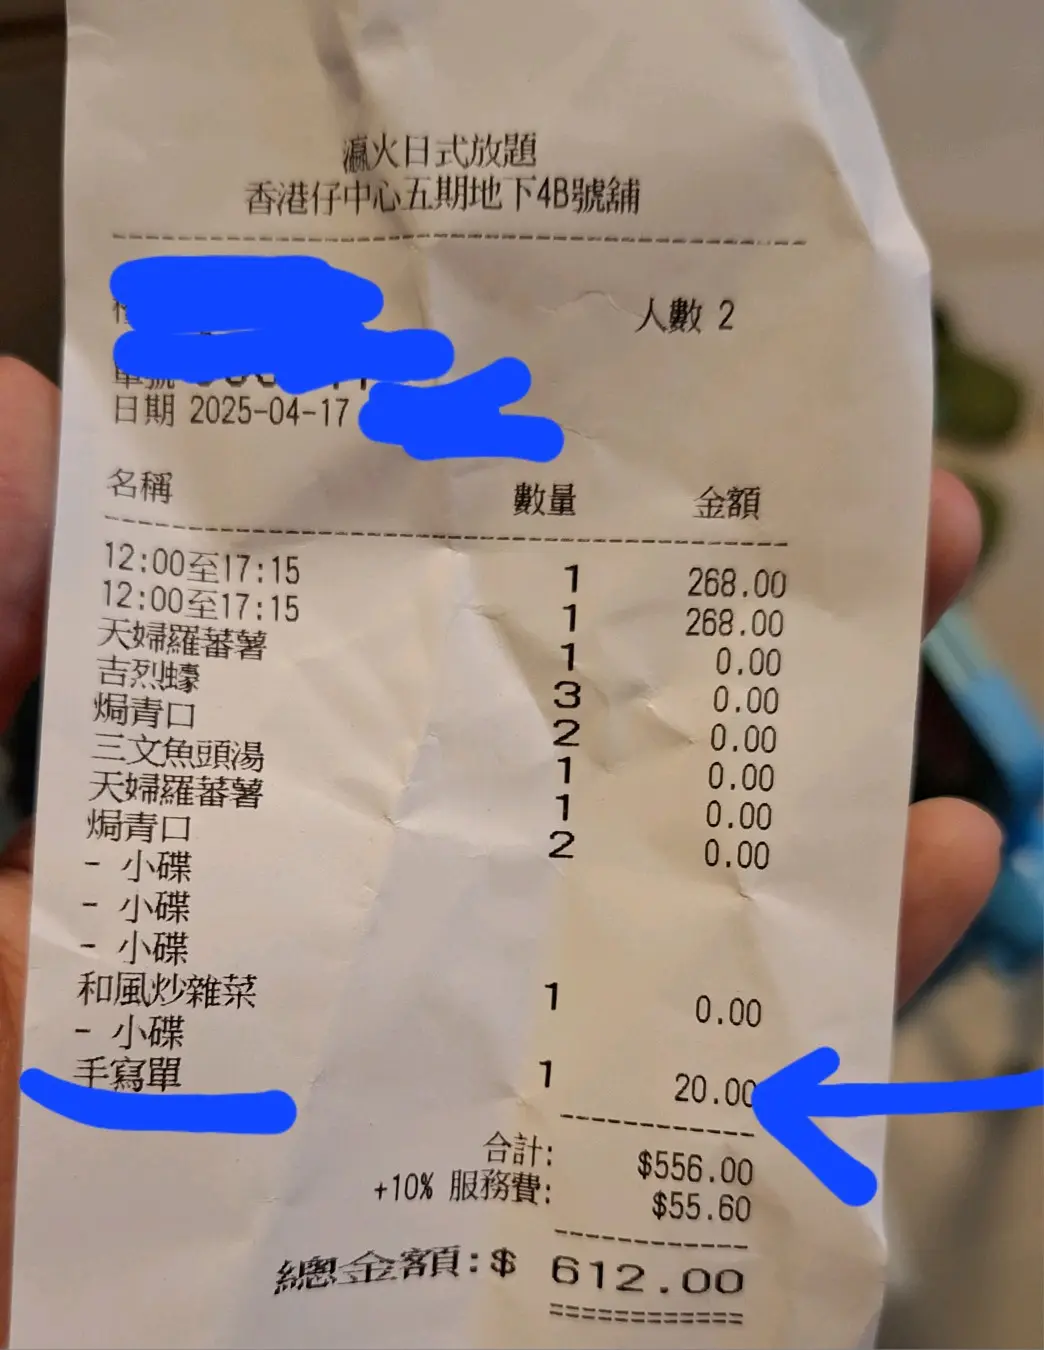 瀛火日式放題
香港仔中心五期地下4B號舖
人數 2
單號
日期 2025-04-17
名稱 數量 金額
12:00至17:15 1 268.00
12:00至17:15 1 268.00
天婦羅蕃薯 1 0.00
吉烈蠔 3 0.00
焗青口 2 0.00
三文魚頭湯 1 0.00
天婦羅蕃薯 1 0.00
焗青口 2 0.00
- 小碟
- 小碟
- 小碟
和風炒雜菜 1 0.00
- 小碟
手寫單 1 20.00
合計: $556.00
+10% 服務費: $55.60
總金額:$ 612.00